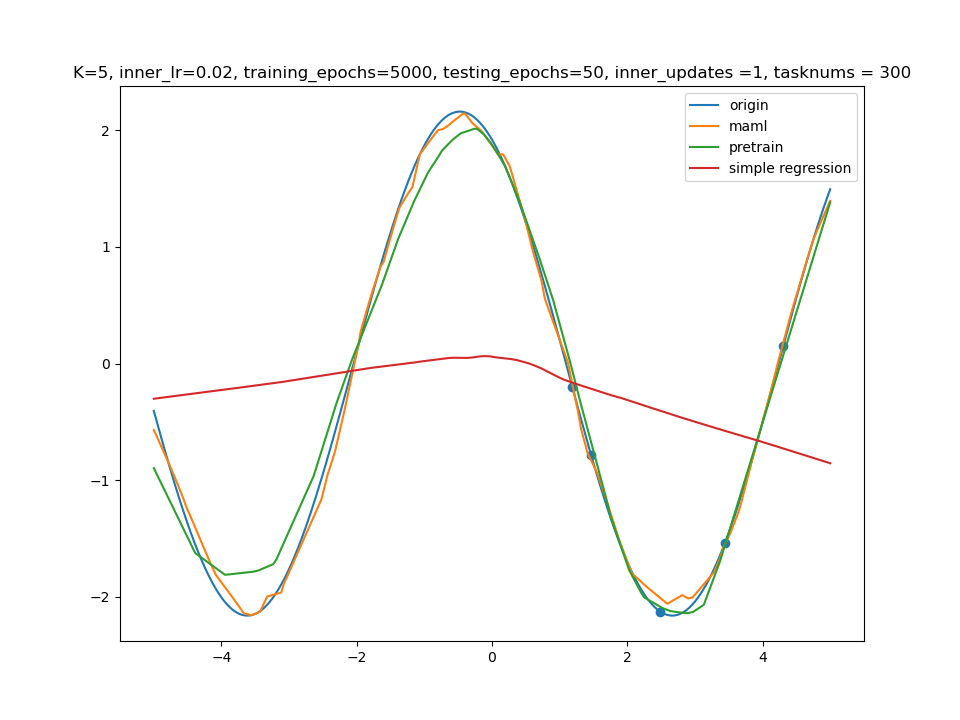 K=5, inner_lr=0.02, training_epochs=5000, testing_epochs=50, inner_updates =1, tasknums = 300
origin
maml
pretrain
simple regression
2
1
0
−1
−2
−4
−2
0
2
4